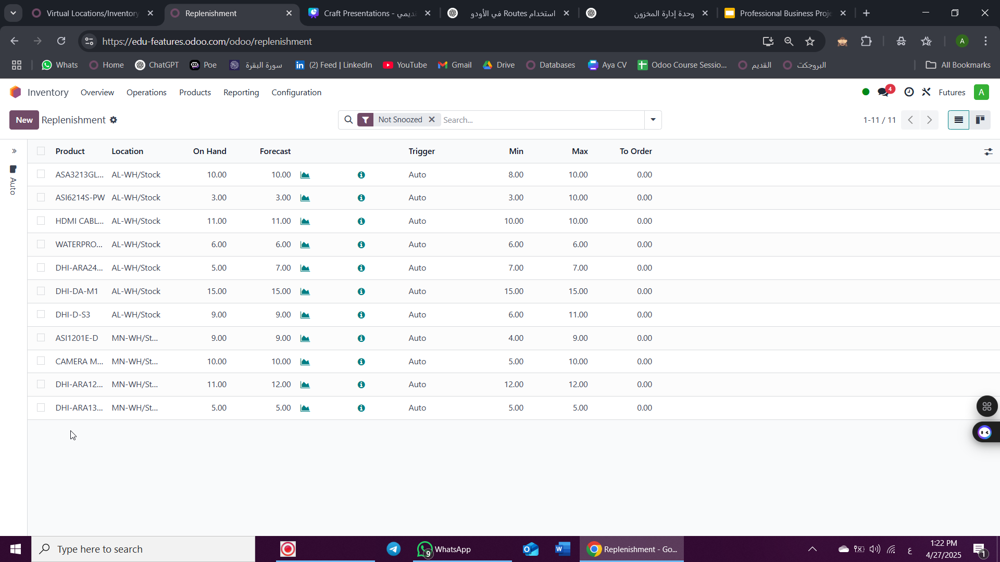 Virtual Locations/Inventory
Replenishment
Craft Presentations - تقديمي
استخدام Routes في الأودو
وحدة إدارة المخزون
Professional Business Proje
https://edu-features.odoo.com/odoo/replenishment
A
Whats
Home
ChatGPT
Poe
سورة البقرة
(2) Feed | LinkedIn
YouTube
Gmail
Drive
Databases
Aya CV
Odoo Course Sessio...
القديم
البروجكت
All Bookmarks
Inventory Overview Operations Products Reporting Configuration
4
Futures
A
New
Replenishment
Not Snoozed
Search...
1-11 / 11
Product Location On Hand Forecast Trigger Min Max To Order
Auto
ASA3213GL... AL-WH/Stock 10.00 10.00 Auto 8.00 10.00 0.00
ASI6214S-PW AL-WH/Stock 3.00 3.00 Auto 3.00 10.00 0.00
HDMI CABL... AL-WH/Stock 11.00 11.00 Auto 10.00 10.00 0.00
WATERPRO... AL-WH/Stock 6.00 6.00 Auto 6.00 6.00 0.00
DHI-ARA24... AL-WH/Stock 5.00 7.00 Auto 7.00 7.00 0.00
DHI-DA-M1 AL-WH/Stock 15.00 15.00 Auto 15.00 15.00 0.00
DHI-D-S3 AL-WH/Stock 9.00 9.00 Auto 6.00 11.00 0.00
ASI1201E-D MN-WH/St... 9.00 9.00 Auto 4.00 9.00 0.00
CAMERA M... MN-WH/St... 10.00 10.00 Auto 5.00 10.00 0.00
DHI-ARA12... MN-WH/St... 11.00 12.00 Auto 12.00 12.00 0.00
DHI-ARA13... MN-WH/St... 5.00 5.00 Auto 5.00 5.00 0.00
Type here to search
9
WhatsApp
Replenishment - Go...
ع
1:22 PM
4/27/2025
1